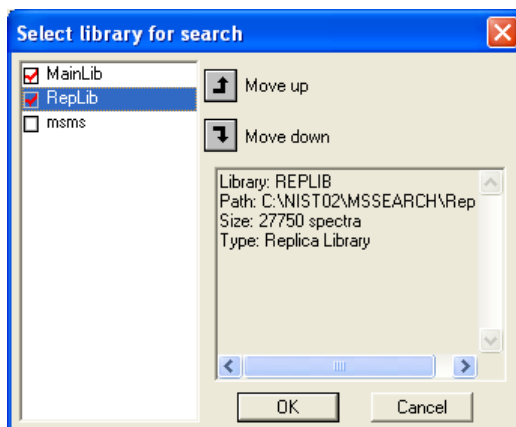 Select library for search
MainLib
RepLib
msms
Move up
Move down
Library: REPLIB
Path: C:\NIST02\MSSEARCH\Rep
Size: 27750 spectra
Type: Replica Library
OK
Cancel